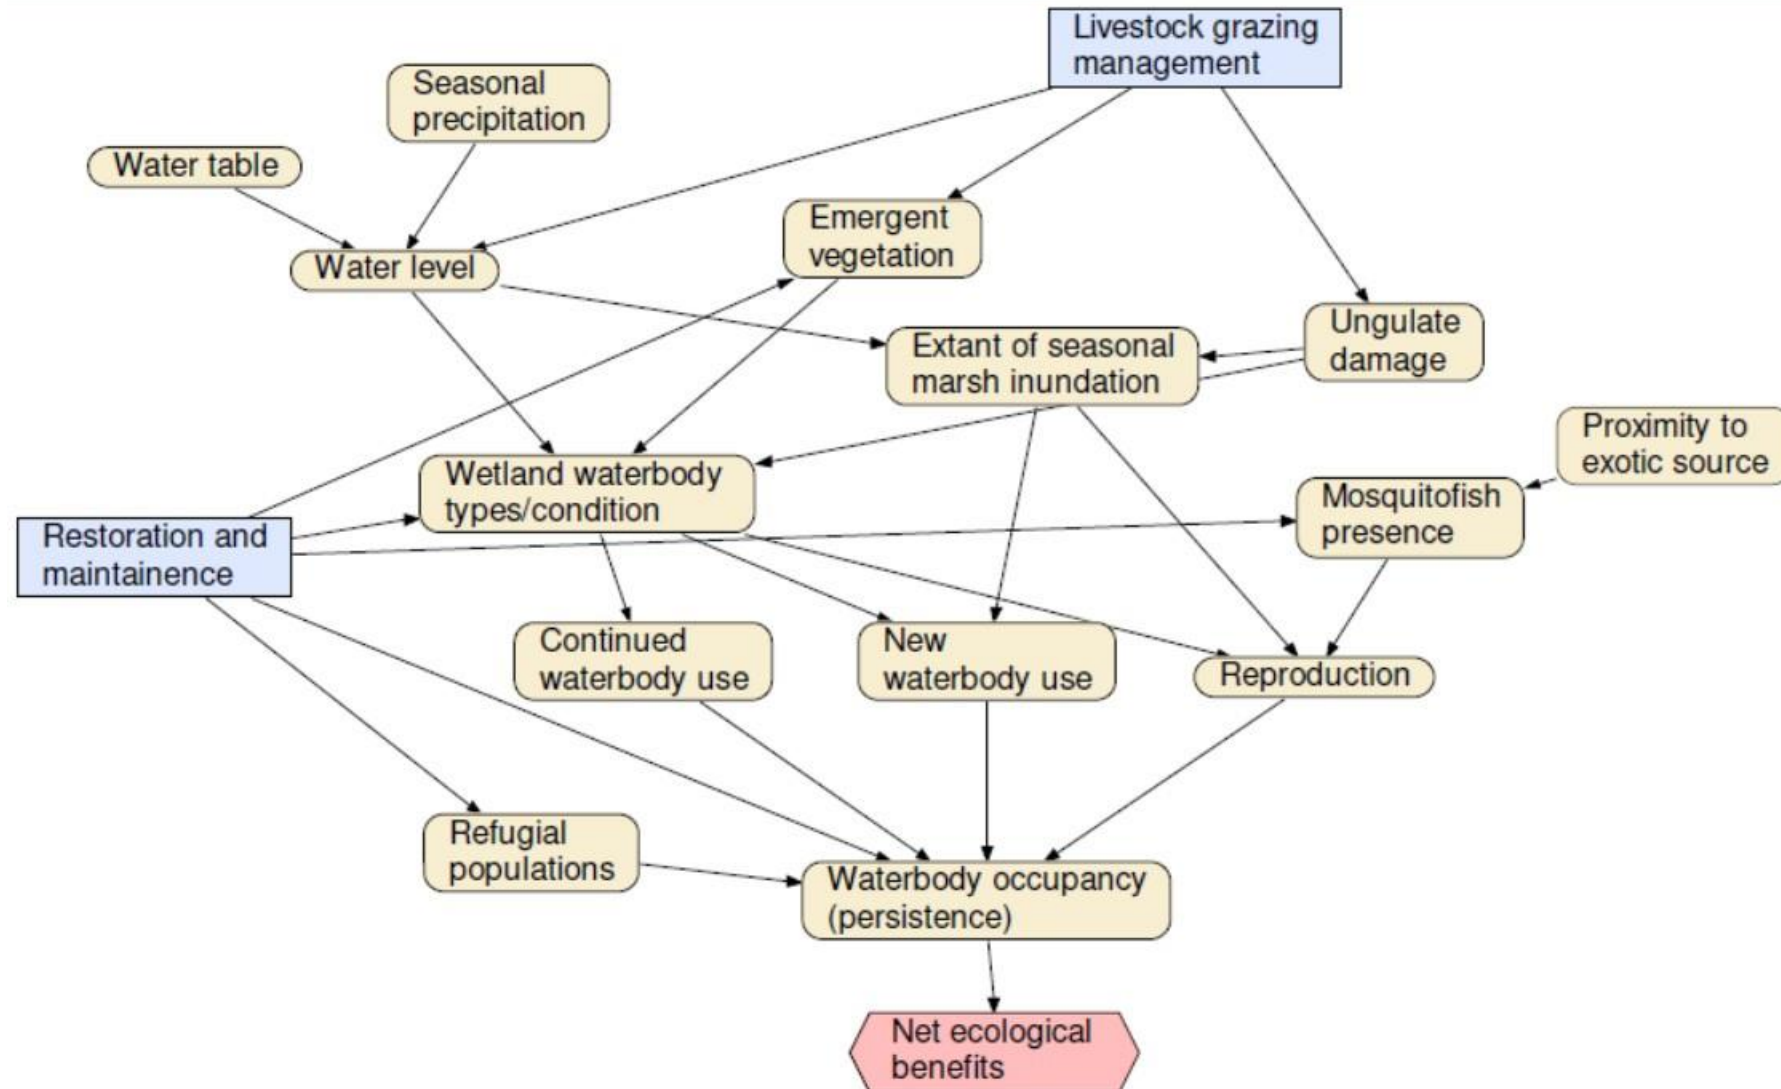 Livestock grazing
management
Seasonal
precipitation
Water table
Emergent
vegetation
Water level
Ungulate
damage
Extant of seasonal
marsh inundation
Proximity to
exotic source
Wetland waterbody
types/condition
Mosquitofish
presence
Restoration and
maintainence
Continued
waterbody use
New
waterbody use
Reproduction
Refugial
populations
Waterbody occupancy
(persistence)
Net ecological
benefits